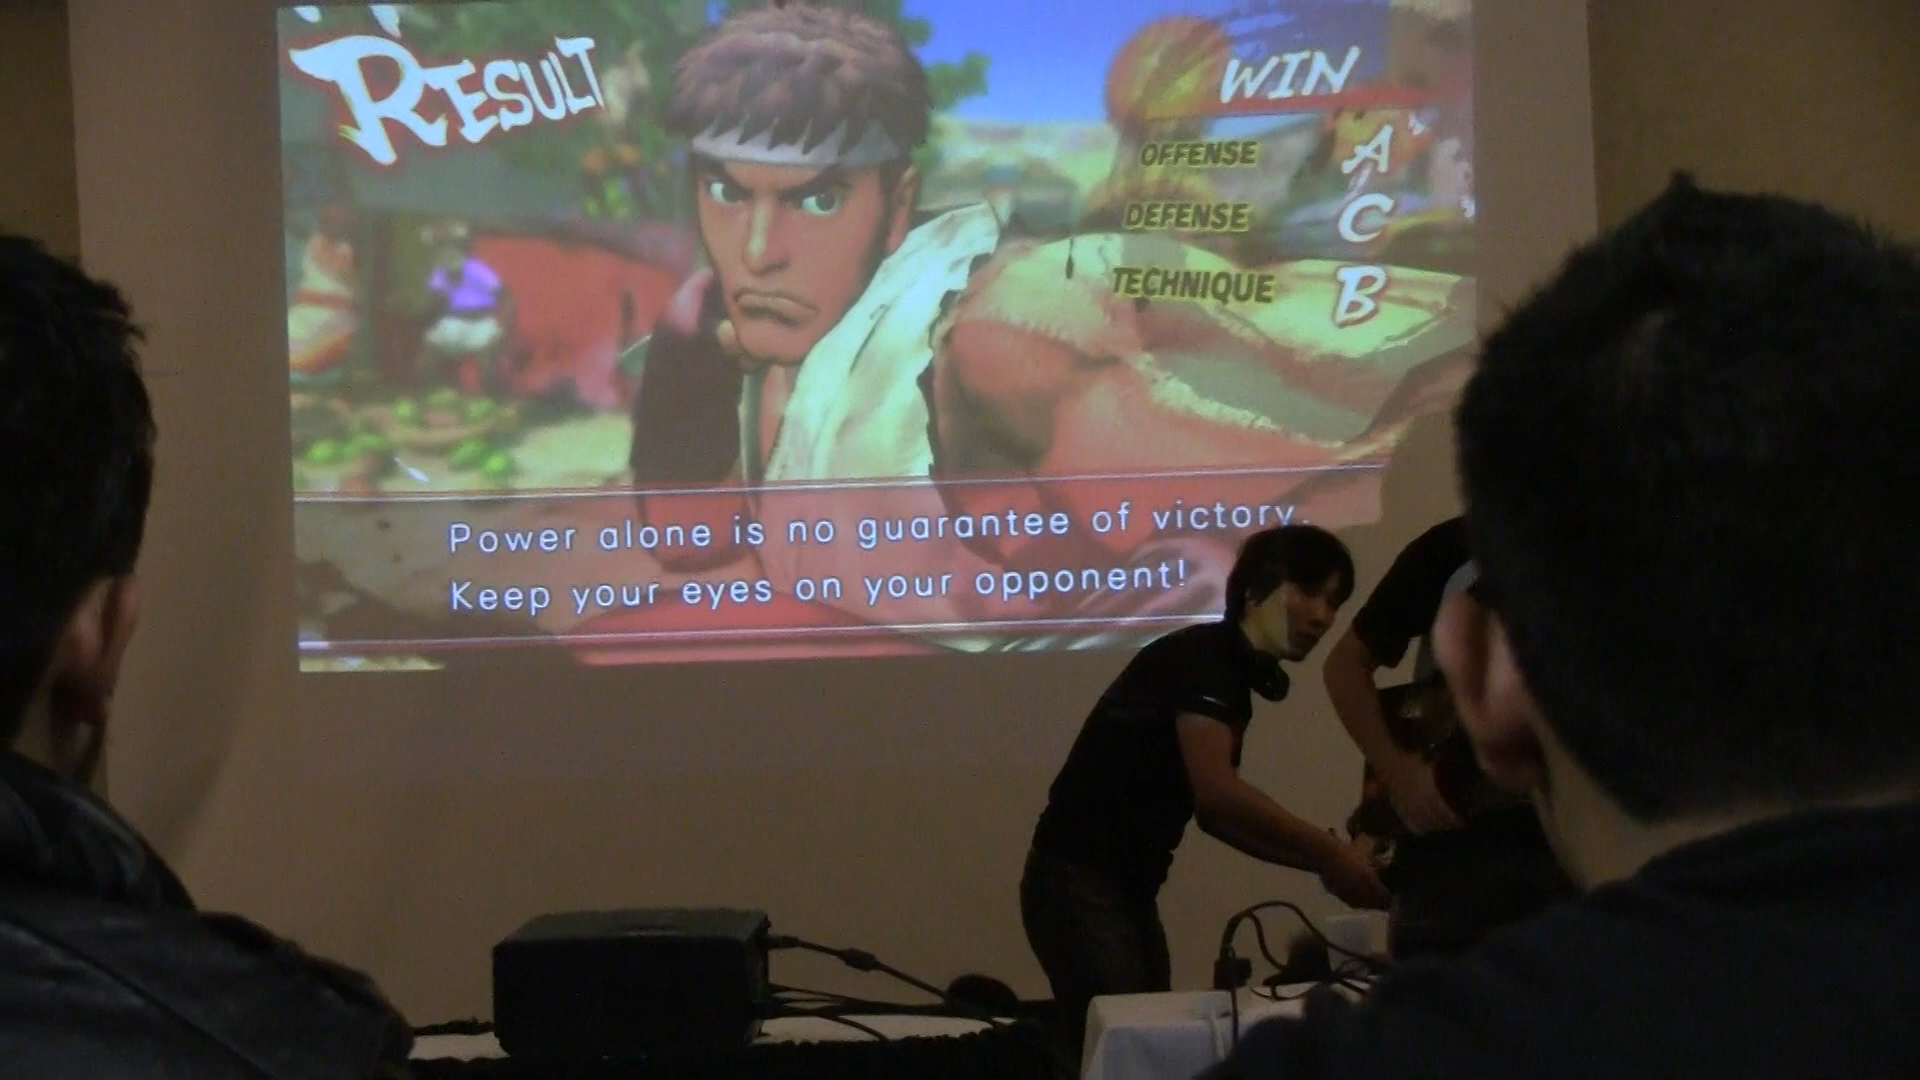 RESULT
WIN
OFFENSE A
DEFENSE C
TECHNIQUE B
Power alone is no guarantee of victory.
Keep your eyes on your opponent!